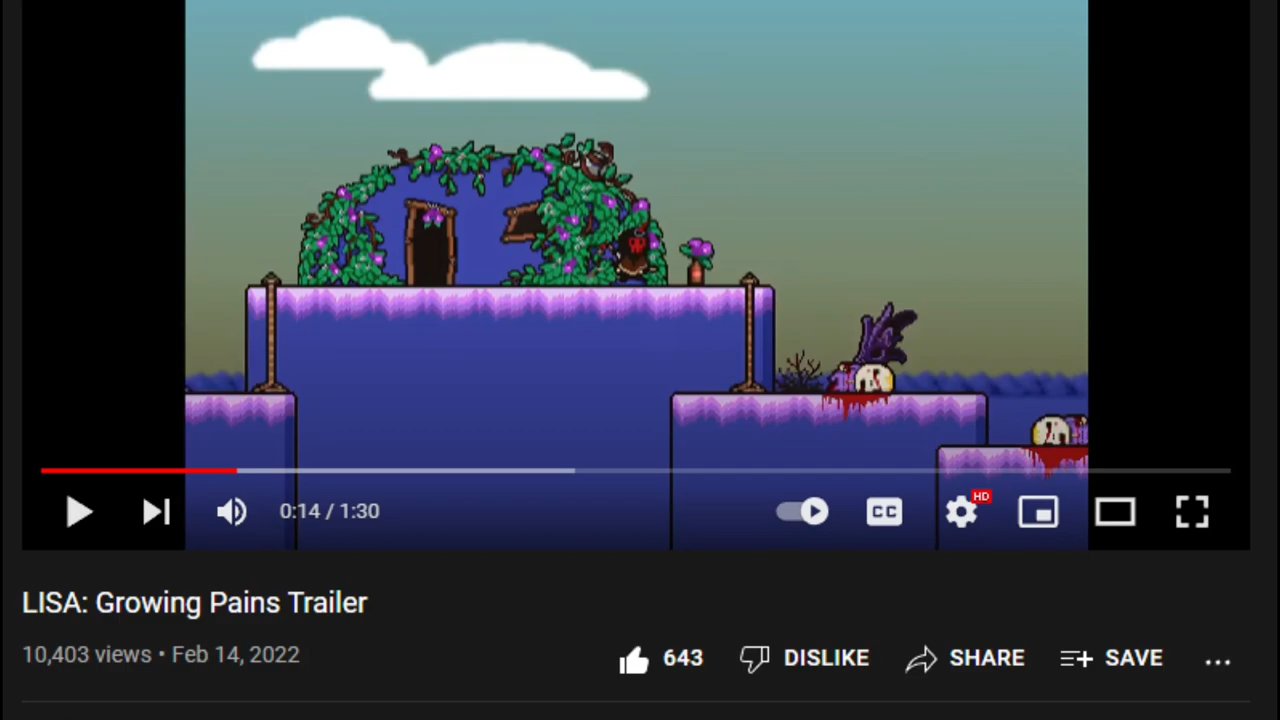 0:14 / 1:30
CC
HD
LISA: Growing Pains Trailer
10,403 views • Feb 14, 2022
643 DISLIKE SHARE SAVE ...